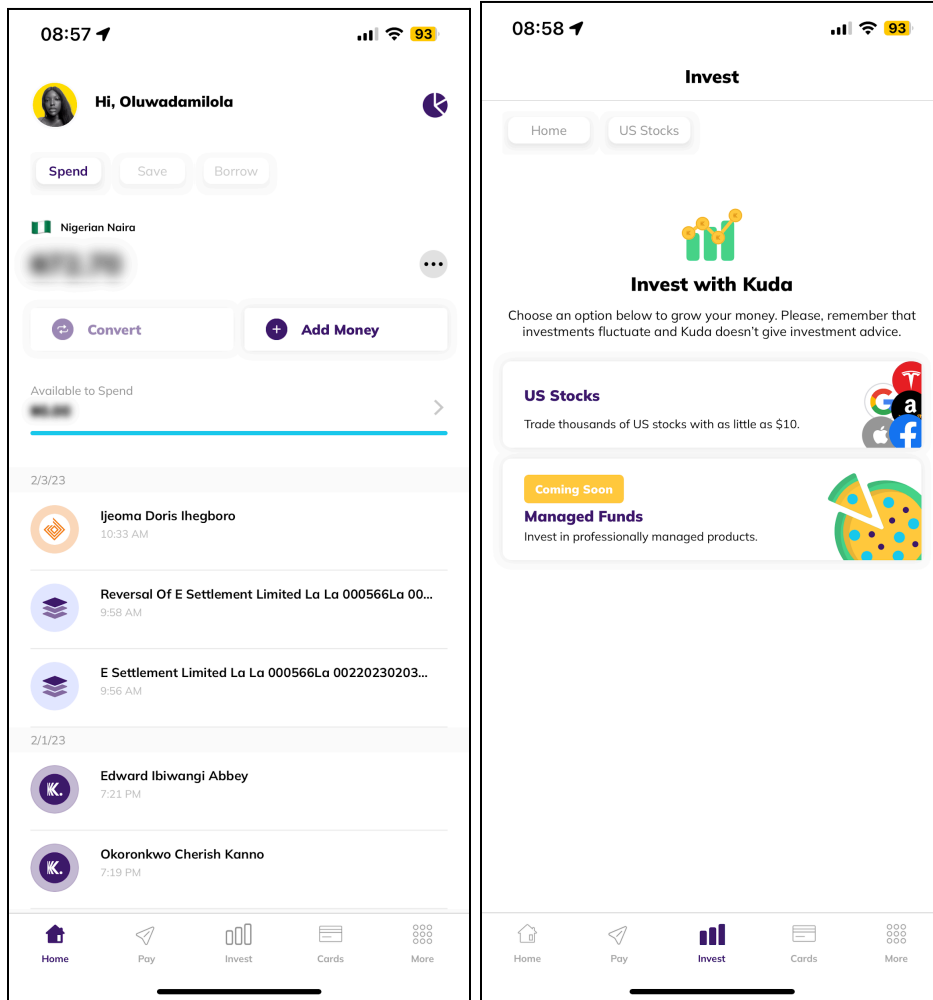 08:57
93
Hi, Oluwadamilola
Spend
Save
Borrow
Nigerian Naira
Convert
Add Money
Available to Spend
2/3/23
Ijeoma Doris Ihegboro
10:33 AM
Reversal Of E Settlement Limited La La 000566La 00...
9:58 AM
E Settlement Limited La La 000566La 00220230203...
9:56 AM
2/1/23
K.
Edward Ibiwangi Abbey
7:21 PM
K.
Okoronkwo Cherish Kanno
7:19 PM
Home
Pay
Invest
Cards
More
08:58
93
Invest
Home
US Stocks
Invest with Kuda
Choose an option below to grow your money. Please, remember that
investments fluctuate and Kuda doesn't give investment advice.
US Stocks
Trade thousands of US stocks with as little as $10.
G
a
f
Coming Soon
Managed Funds
Invest in professionally managed products.
Home
Pay
Invest
Cards
More